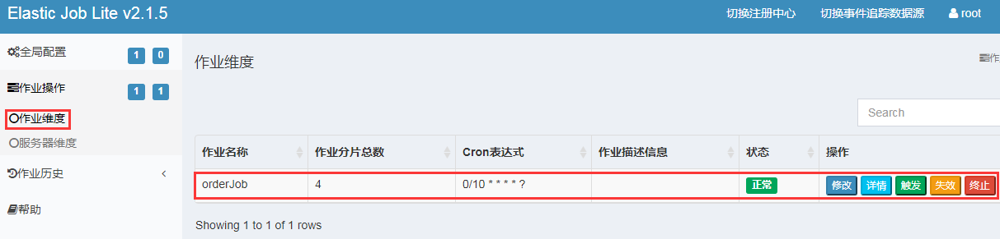 Elastic Job Lite v2.1.5
切换注册中心 切换事件追踪数据源 root
全局配置 1 0
作业操作 1 1
作业维度
服务器维度
作业历史
帮助
作业维度
作
Search
作业名称 作业分片总数 Cron表达式 作业描述信息 状态 操作
orderJob 4 0/10 * * * * ? 正常 修改 详情 触发 失效 终止
Showing 1 to 1 of 1 rows